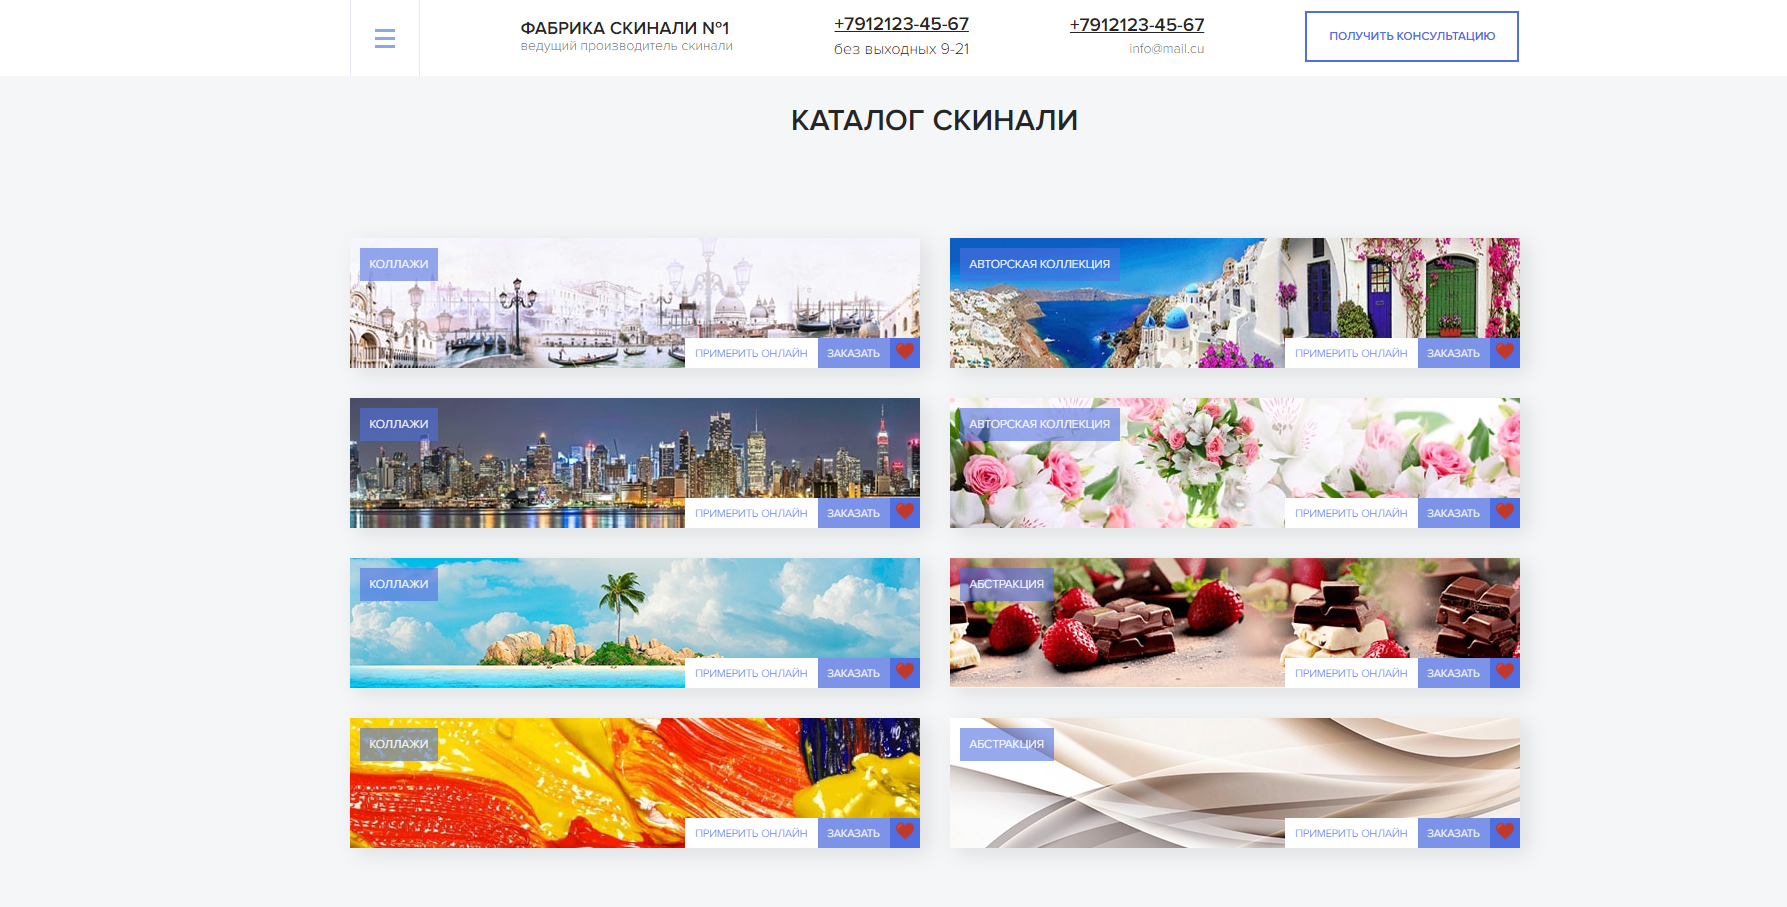 ФАБРИКА СКИНАЛИ №1
ведущий производитель скинали
+7912123-45-67
без выходных 9-21
+7912123-45-67
info@mail.cu
ПОЛУЧИТЬ КОНСУЛЬТАЦИЮ
КАТАЛОГ СКИНАЛИ
КОЛЛАЖИ
ПРИМЕРИТЬ ОНЛАЙН ЗАКАЗАТЬ
АВТОРСКАЯ КОЛЛЕКЦИЯ
ПРИМЕРИТЬ ОНЛАЙН ЗАКАЗАТЬ
КОЛЛАЖИ
ПРИМЕРИТЬ ОНЛАЙН ЗАКАЗАТЬ
АВТОРСКАЯ КОЛЛЕКЦИЯ
ПРИМЕРИТЬ ОНЛАЙН ЗАКАЗАТЬ
КОЛЛАЖИ
ПРИМЕРИТЬ ОНЛАЙН ЗАКАЗАТЬ
АБСТРАКЦИЯ
ПРИМЕРИТЬ ОНЛАЙН ЗАКАЗАТЬ
КОЛЛАЖИ
ПРИМЕРИТЬ ОНЛАЙН ЗАКАЗАТЬ
АБСТРАКЦИЯ
ПРИМЕРИТЬ ОНЛАЙН ЗАКАЗАТЬ